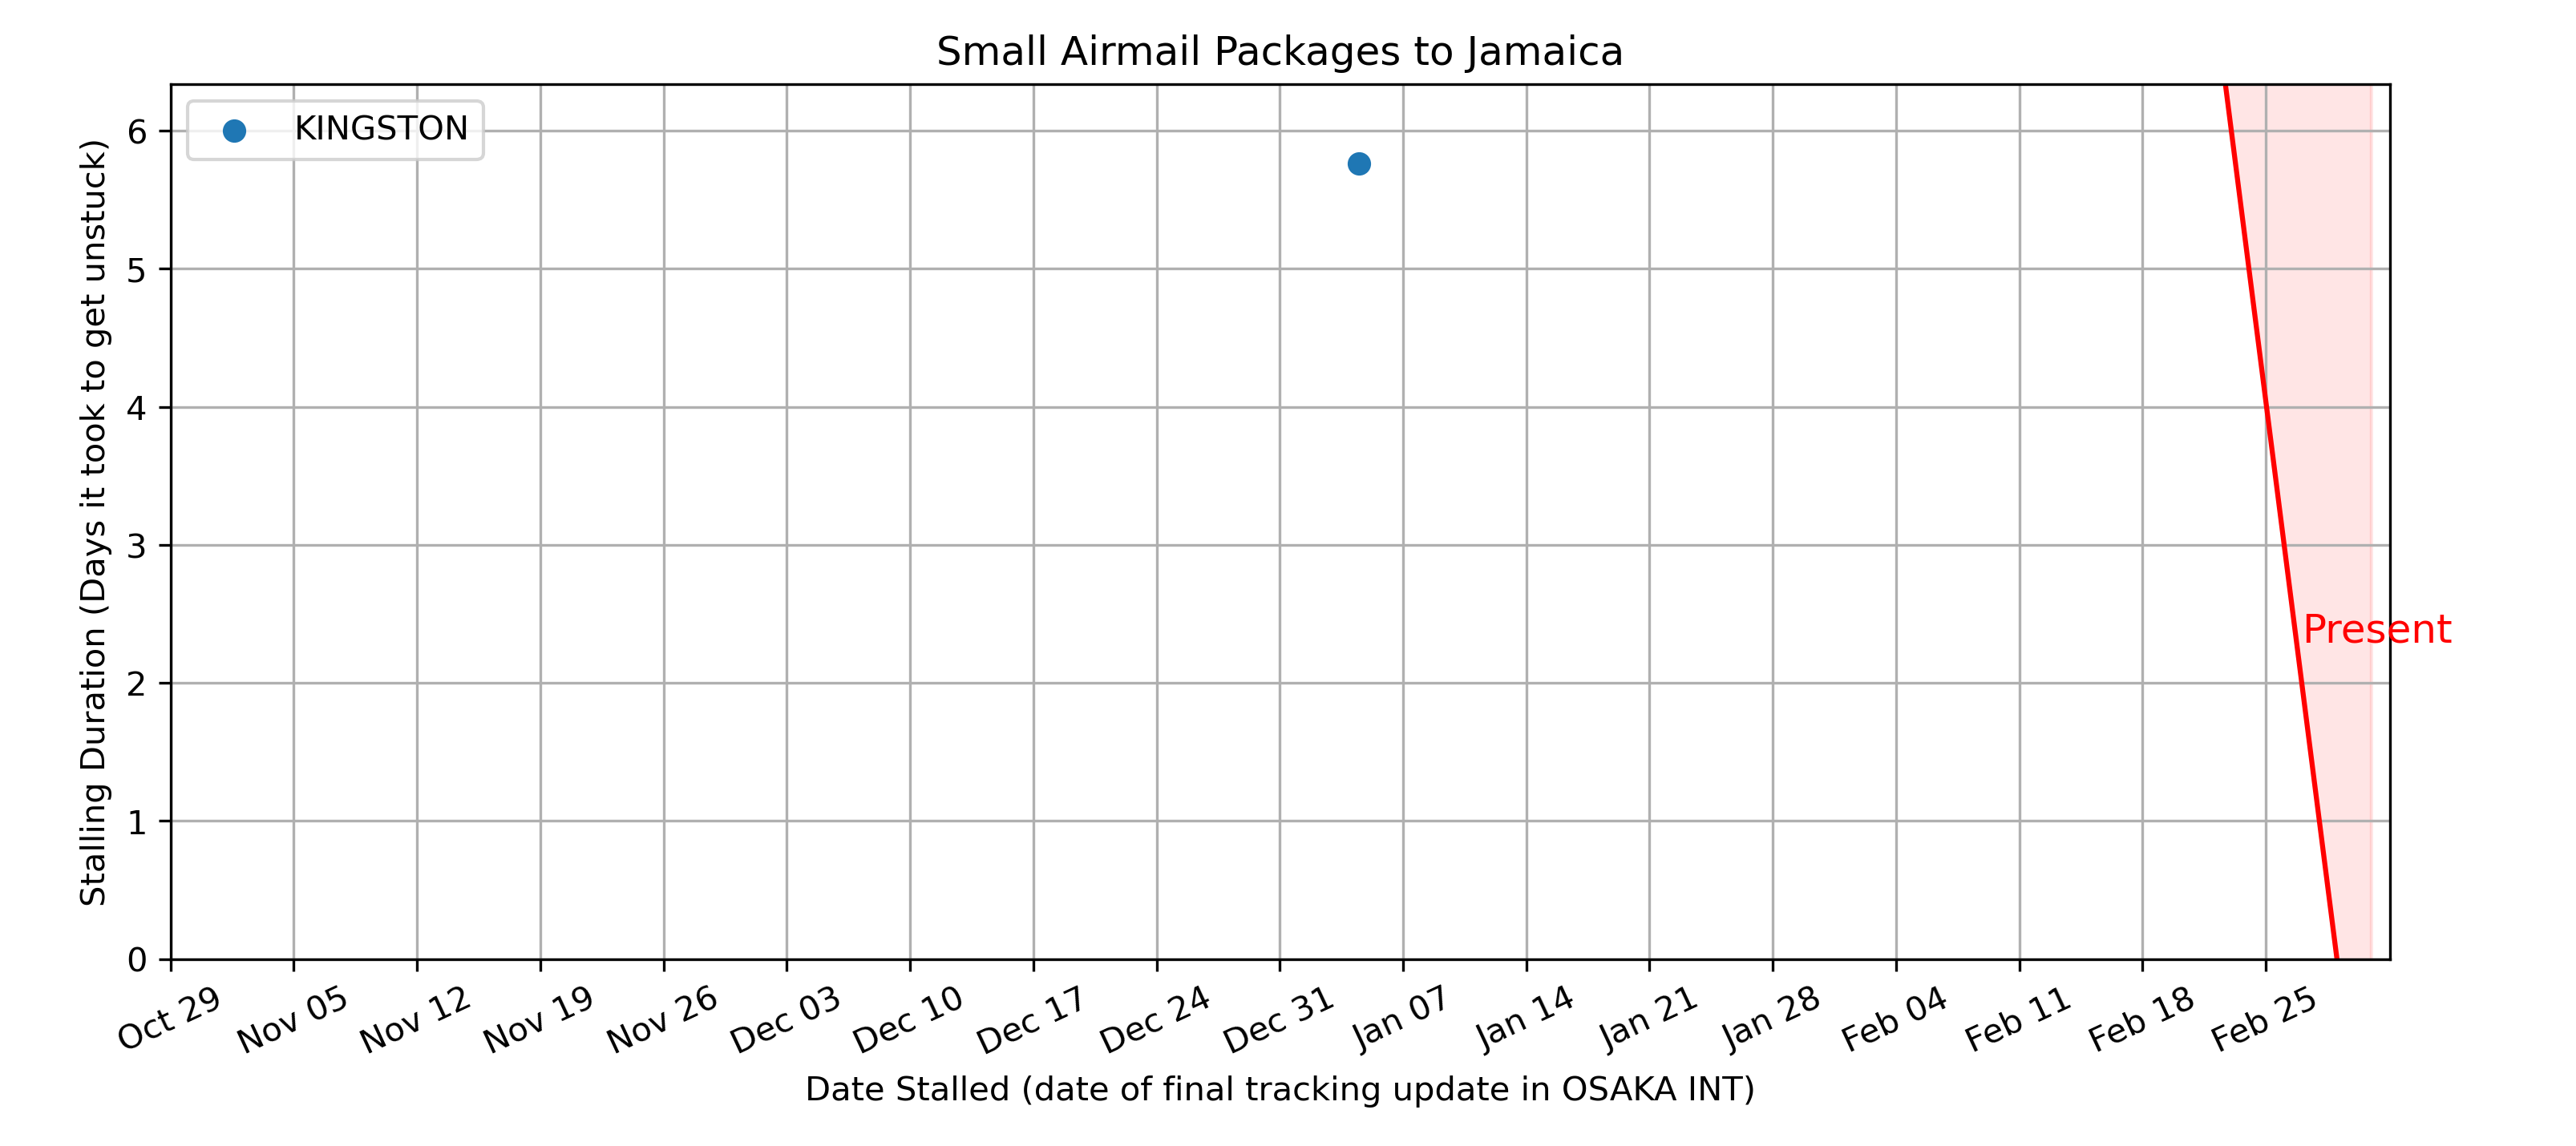 Small Airmail Packages to Jamaica
KINGSTON
Stalling Duration (Days it took to get unstuck)
6
5
4
3
2
1
0
Present
Oct 29
Nov 05
Nov 12
Nov 19
Nov 26
Dec 03
Dec 10
Dec 17
Dec 24
Dec 31
Jan 07
Jan 14
Jan 21
Jan 28
Feb 04
Feb 11
Feb 18
Feb 25
Date Stalled (date of final tracking update in OSAKA INT)